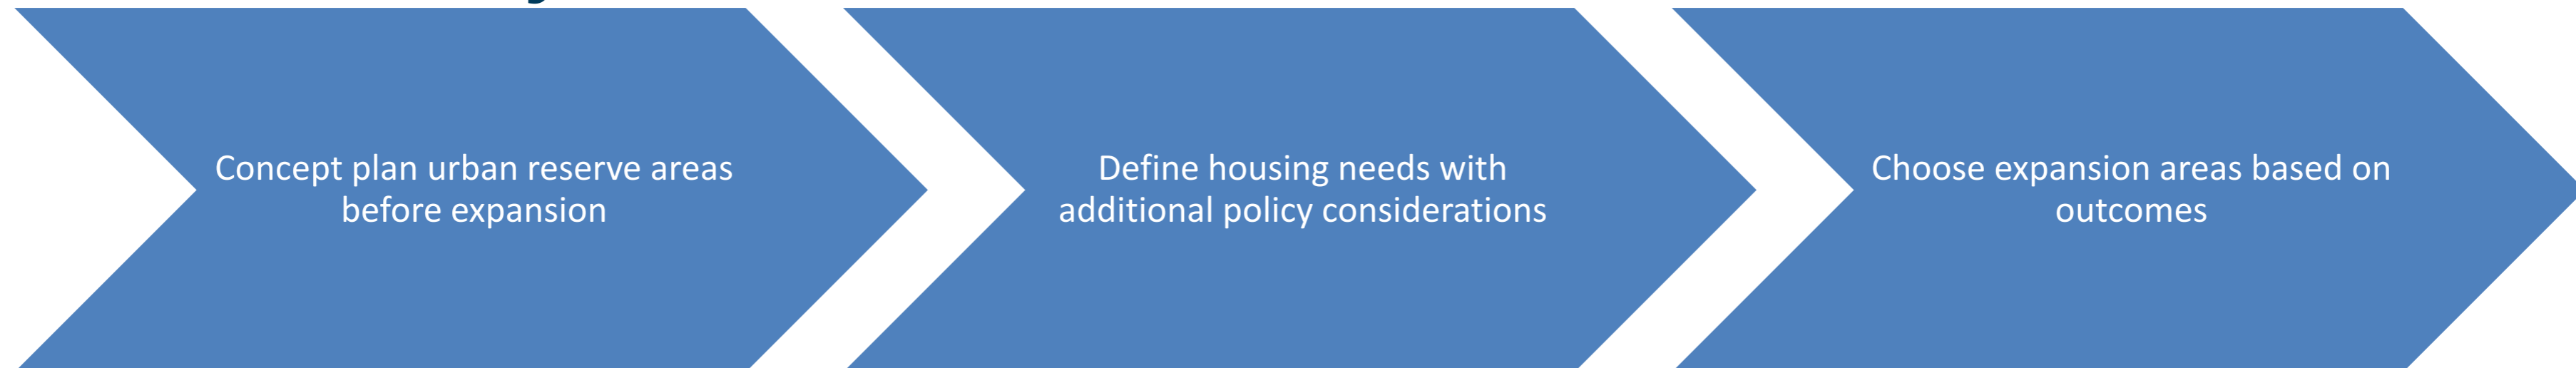 Concept plan urban reserve areas
before expansion
Define housing needs with
additional policy considerations
Choose expansion areas based on
outcomes